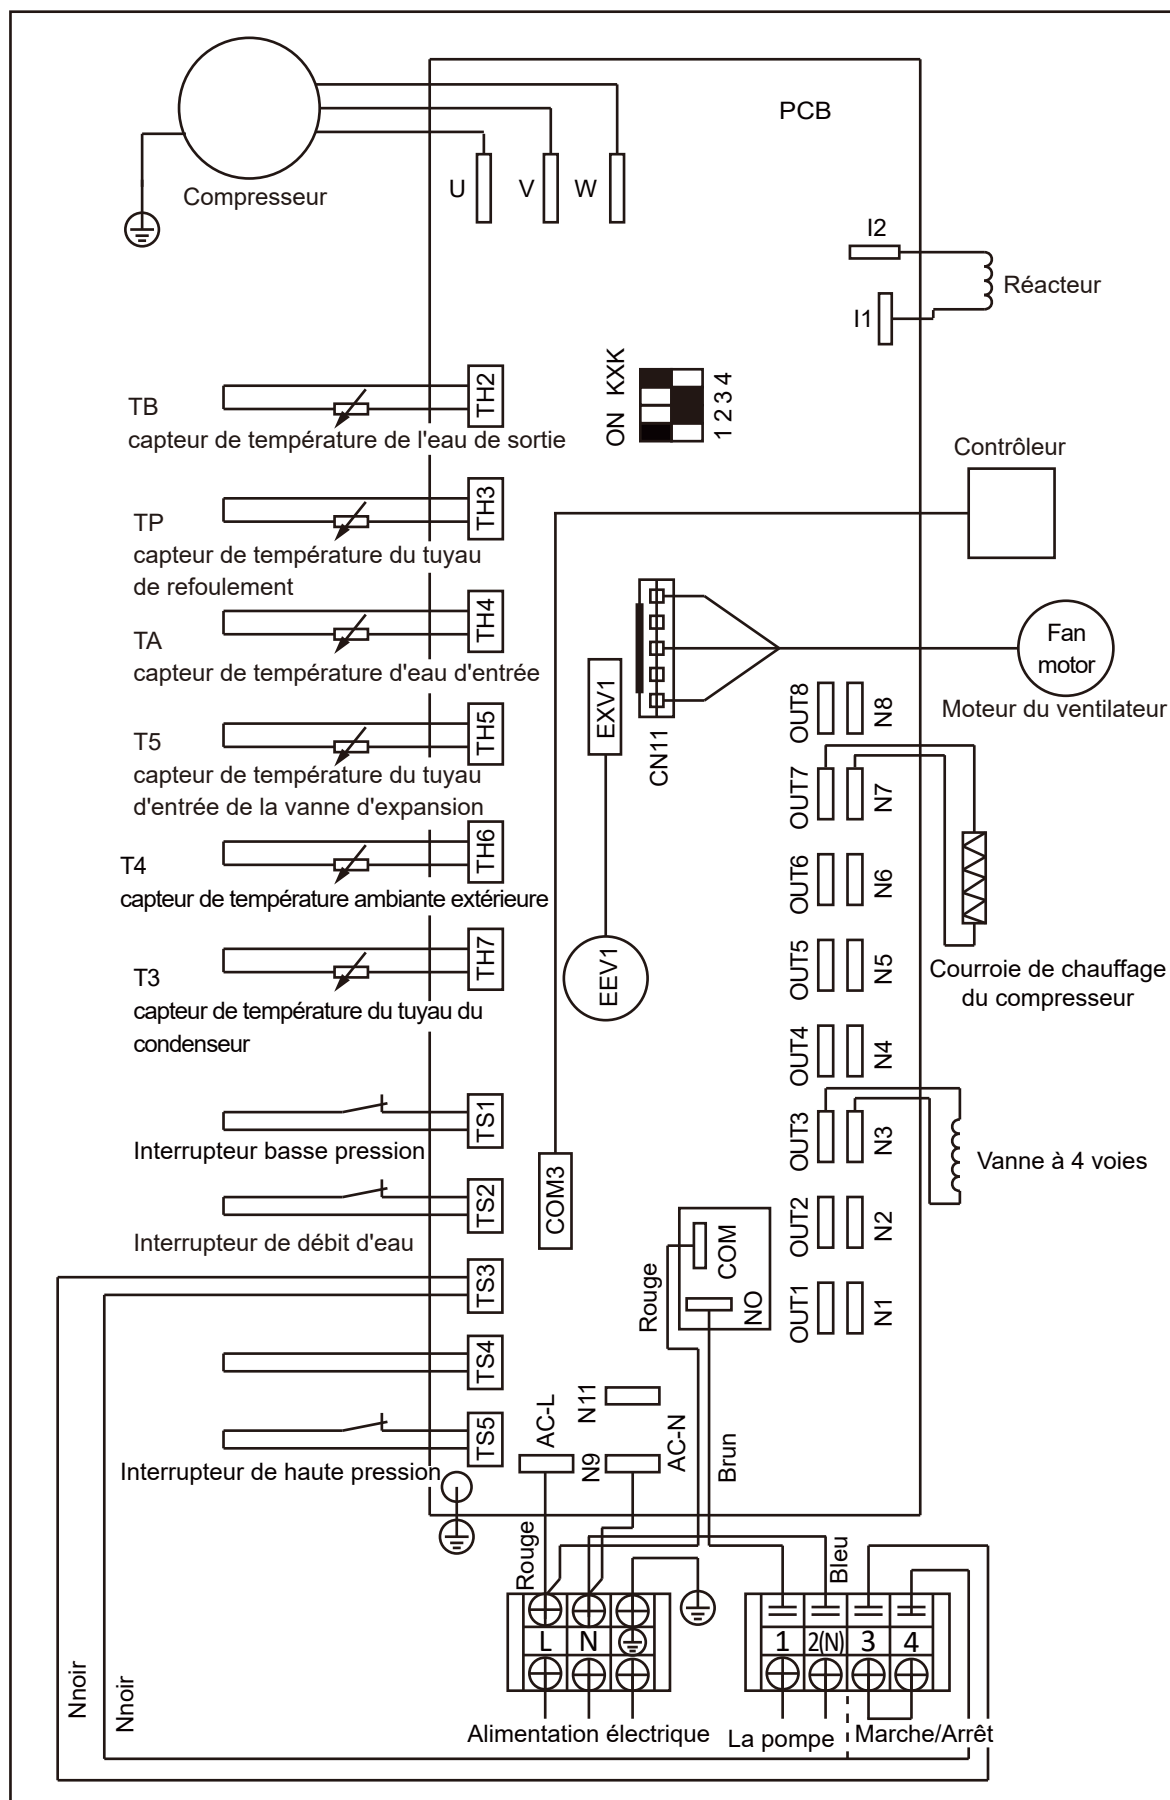 PCB
Compresseur
U
V
W
I2
I1
Réacteur
ON KXK
1 2 3 4
TH2
TB
capteur de température de l'eau de sortie
Contrôleur
TH3
TP
capteur de température du tuyau
de refoulement
TH4
TA
capteur de température d'eau d'entrée
Fan
motor
Moteur du ventilateur
EXV1
CN11
TH5
T5
capteur de température du tuyau
d'entrée de la vanne d'expansion
TH6
T4
capteur de température ambiante extérieure
TH7
T3
capteur de température du tuyau du
condenseur
EEV1
OUT8
N8
OUT7
N7
OUT6
N6
OUT5
N5
OUT4
N4
OUT3
N3
OUT2
N2
OUT1
N1
Courroie de chauffage
du compresseur
Vanne à 4 voies
TS1
Interrupteur basse pression
TS2
Interrupteur de débit d'eau
COM3
TS3
TS4
TS5
Interrupteur de haute pression
COM
NO
Rouge
Brun
AC-L
N11
N9
AC-N
Rouge
Bleu
L
N
1
2(N)
3
4
Nnoir
Nnoir
Alimentation électrique
La pompe
Marche/Arrêt